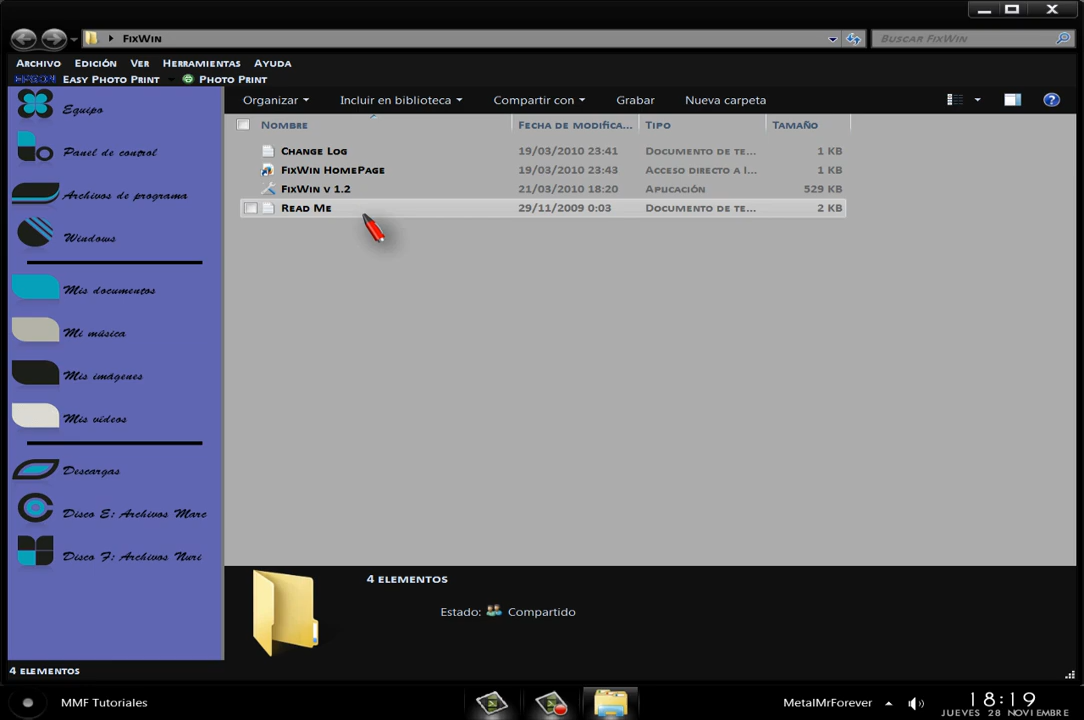 FixWin
Buscar FixWin
Archivo Edición Ver Herramientas Ayuda
EPSON Easy Photo Print Photo Print
Organizar Incluir en biblioteca Compartir con Grabar Nueva carpeta
Nombre Fecha de modifica... Tipo Tamaño
Change Log 19/03/2010 23:41 Documento de te... 1 KB
FixWin HomePage 19/03/2010 23:43 Acceso directo a I... 1 KB
FixWin v 1.2 21/03/2010 18:20 Aplicación 529 KB
Read Me 29/11/2009 0:03 Documento de te... 2 KB
Equipo
Panel de control
Archivos de programa
Windows
Mis documentos
Mi música
Mis imágenes
Mis vídeos
Descargas
Disco E: Archivos Marc
Disco F: Archivos Nuri
4 elementos
Estado: Compartido
4 elementos
MMF Tutoriales
MetalMrForever
18:19
jueves 28 noviembre